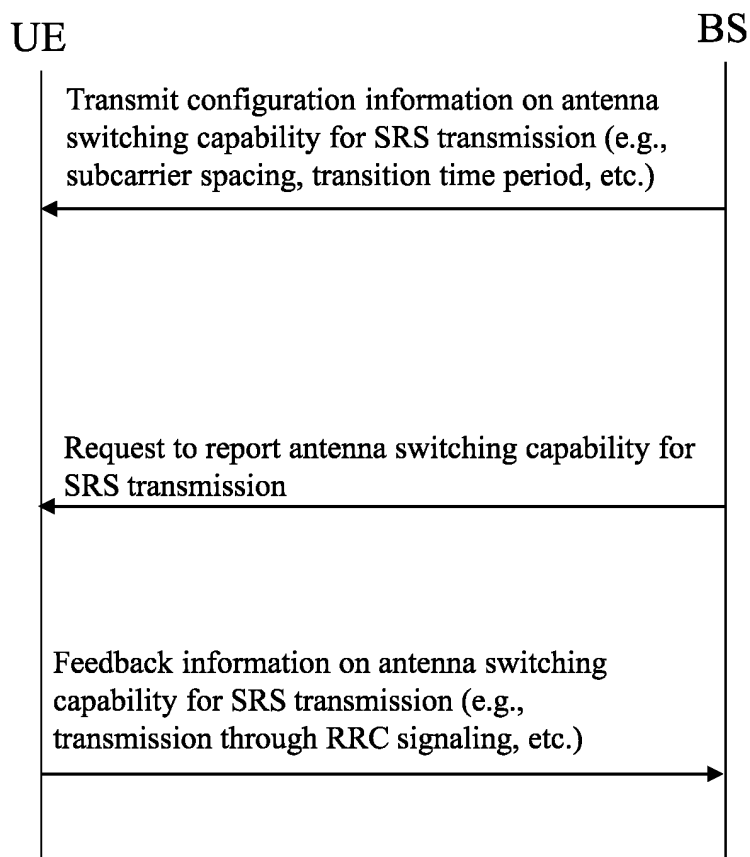 UE
BS
Transmit configuration information on antenna
switching capability for SRS transmission (e.g.,
subcarrier spacing, transition time period, etc.)
Request to report antenna switching capability for
SRS transmission
Feedback information on antenna switching
capability for SRS transmission (e.g.,
transmission through RRC signaling, etc.)